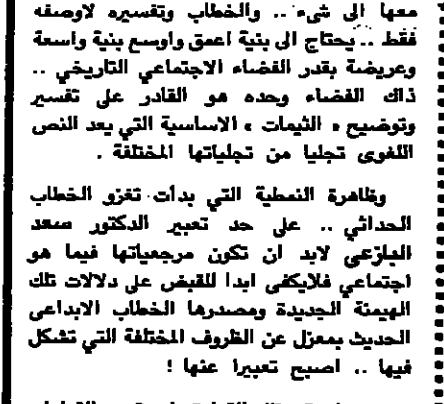 معها الى شيء .. والخطاب وتفسيره لاوصفه
فقط .. يحتاج الى بنية اعمق واوسع بنية واسعة
وعريضة بقدر الفضاء الاجتماعي التاريخي ..
ذاك الفضاء وحده هو القادر على تفسير
وتوضيح « الثيمات » الاساسية التي يعد النص
اللغوى تجليا من تجلياتها المختلفة .
وظاهرة النمطية التي بدأت تغزو الخطاب
الحداثي .. على حد تعبير الدكتور سعد
البازعي لابد ان تكون مرجعياتها فيما هو
اجتماعي فلايكفى ابدا للقبض على دلالات تلك
الهيمنة الجديدة ومصدرها الخطاب الابداعى
الحديث بمعزل عن الظروف المختلفة التي تشكل
فيها .. اصبح تعبيرا عنها !